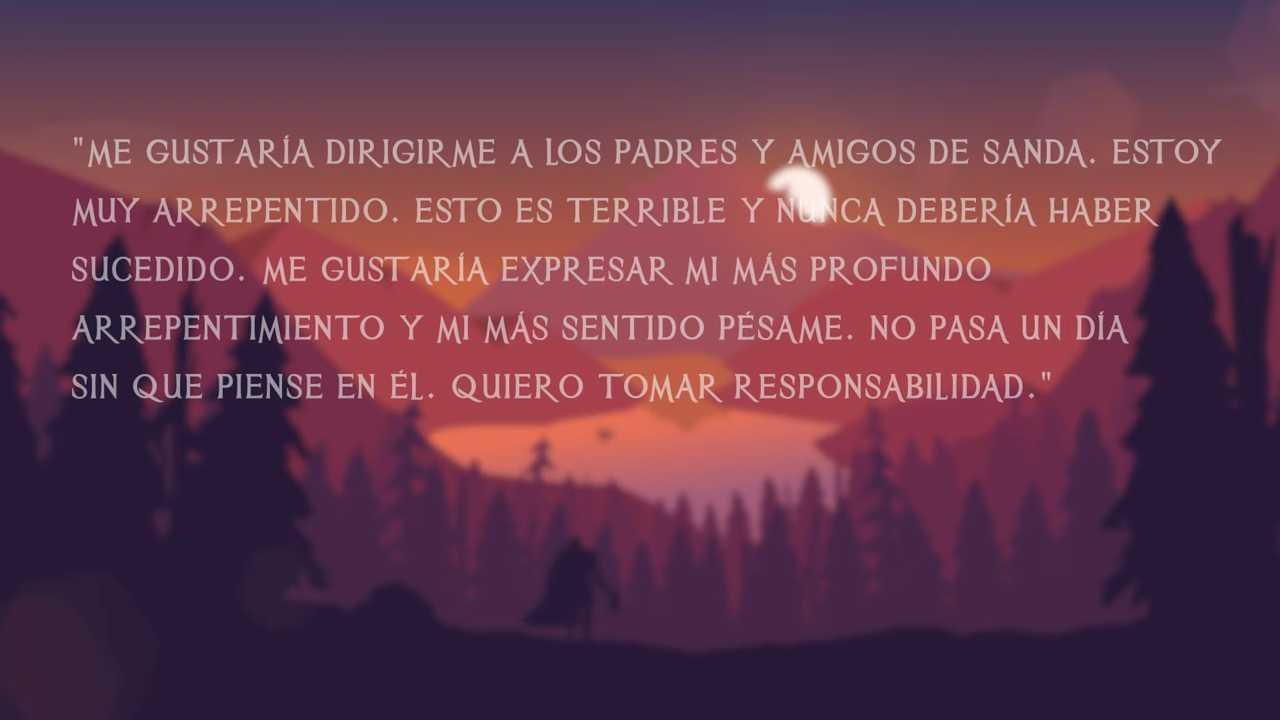 "ME GUSTARÍA DIRIGIRME A LOS PADRES Y AMIGOS DE SANDA. ESTOY
MUY ARREPENTIDO. ESTO ES TERRIBLE Y NUNCA DEBERÍA HABER
SUCEDIDO. ME GUSTARÍA EXPRESAR MI MÁS PROFUNDO
ARREPENTIMIENTO Y MI MÁS SENTIDO PÉSAME. NO PASA UN DÍA
SIN QUE PIENSE EN ÉL. QUIERO TOMAR RESPONSABILIDAD."